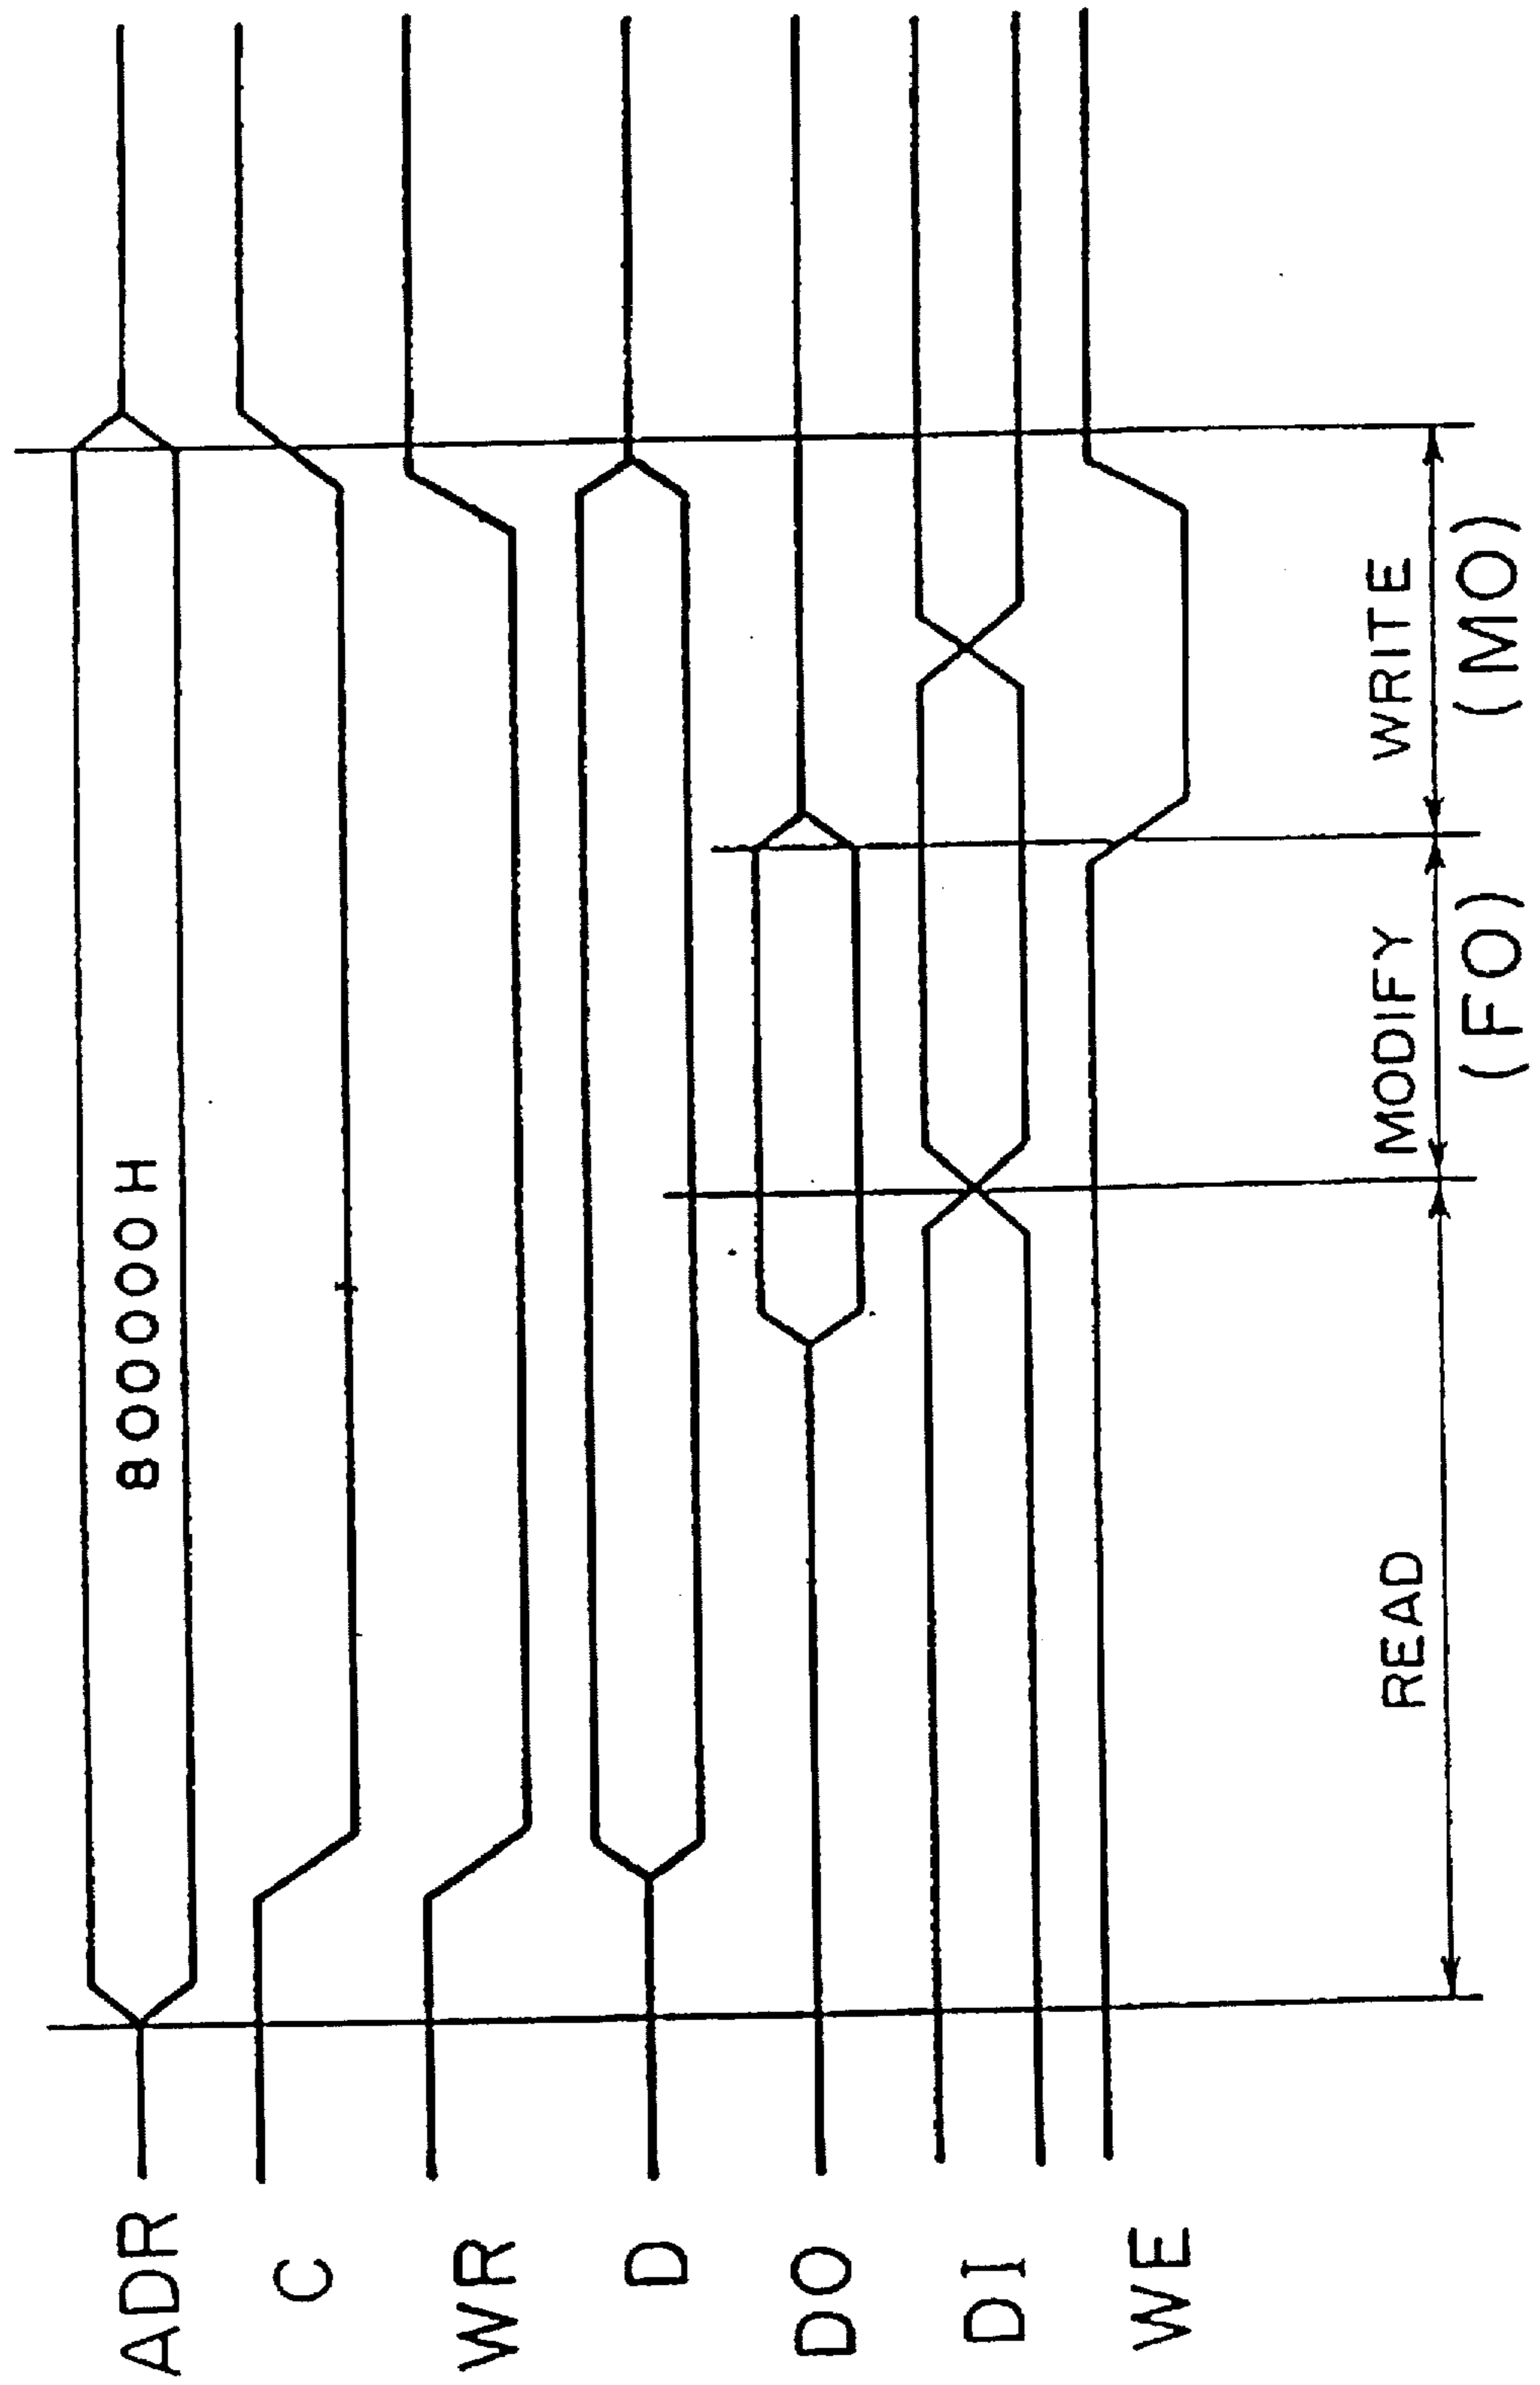 ADR
800000H
C
WR
D
DO
DI
WE
READ
MODIFY
WRITE
(FO)
(MO)